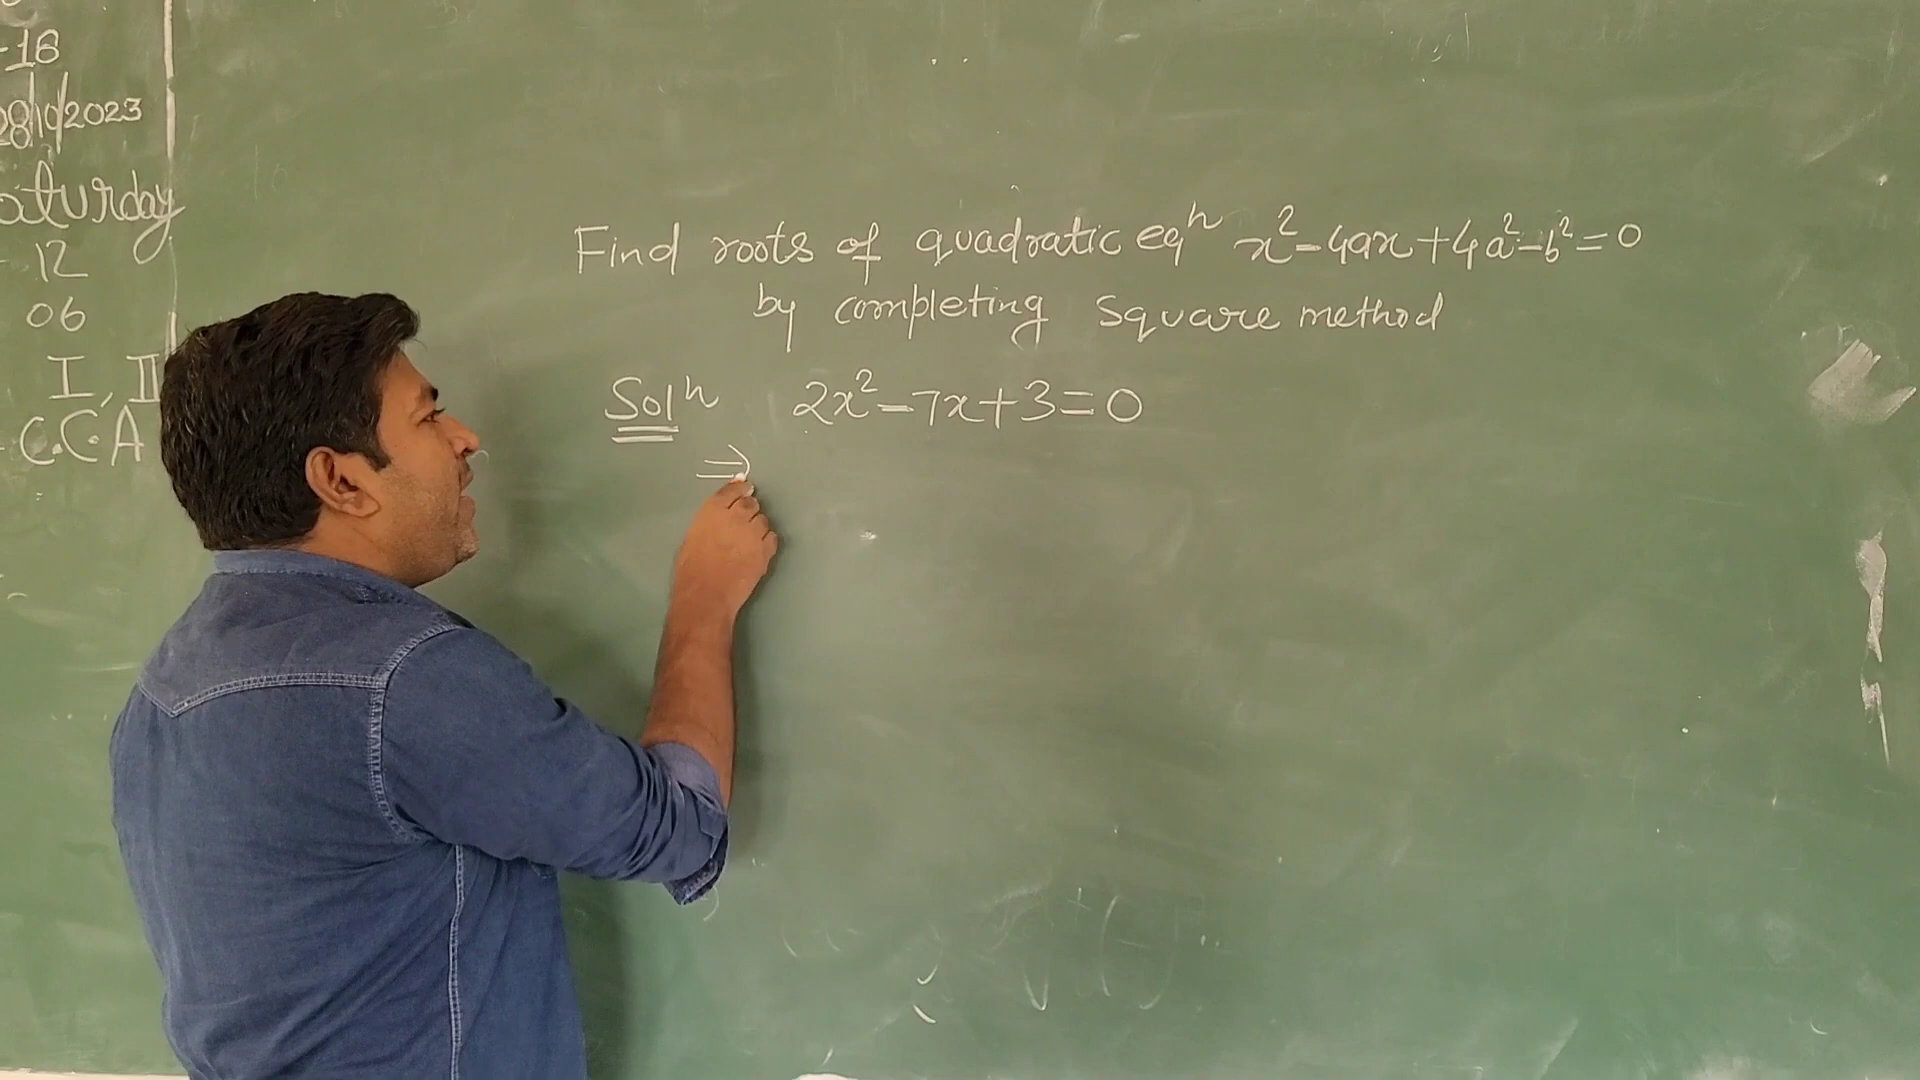 -18
28/10/2023
aturday
12
06
I, II
C.C.A
Find roots of quadratic eqⁿ x²-4ax+4a²-b²=0
by completing square method
Solⁿ 2x²-7x+3=0
⇒